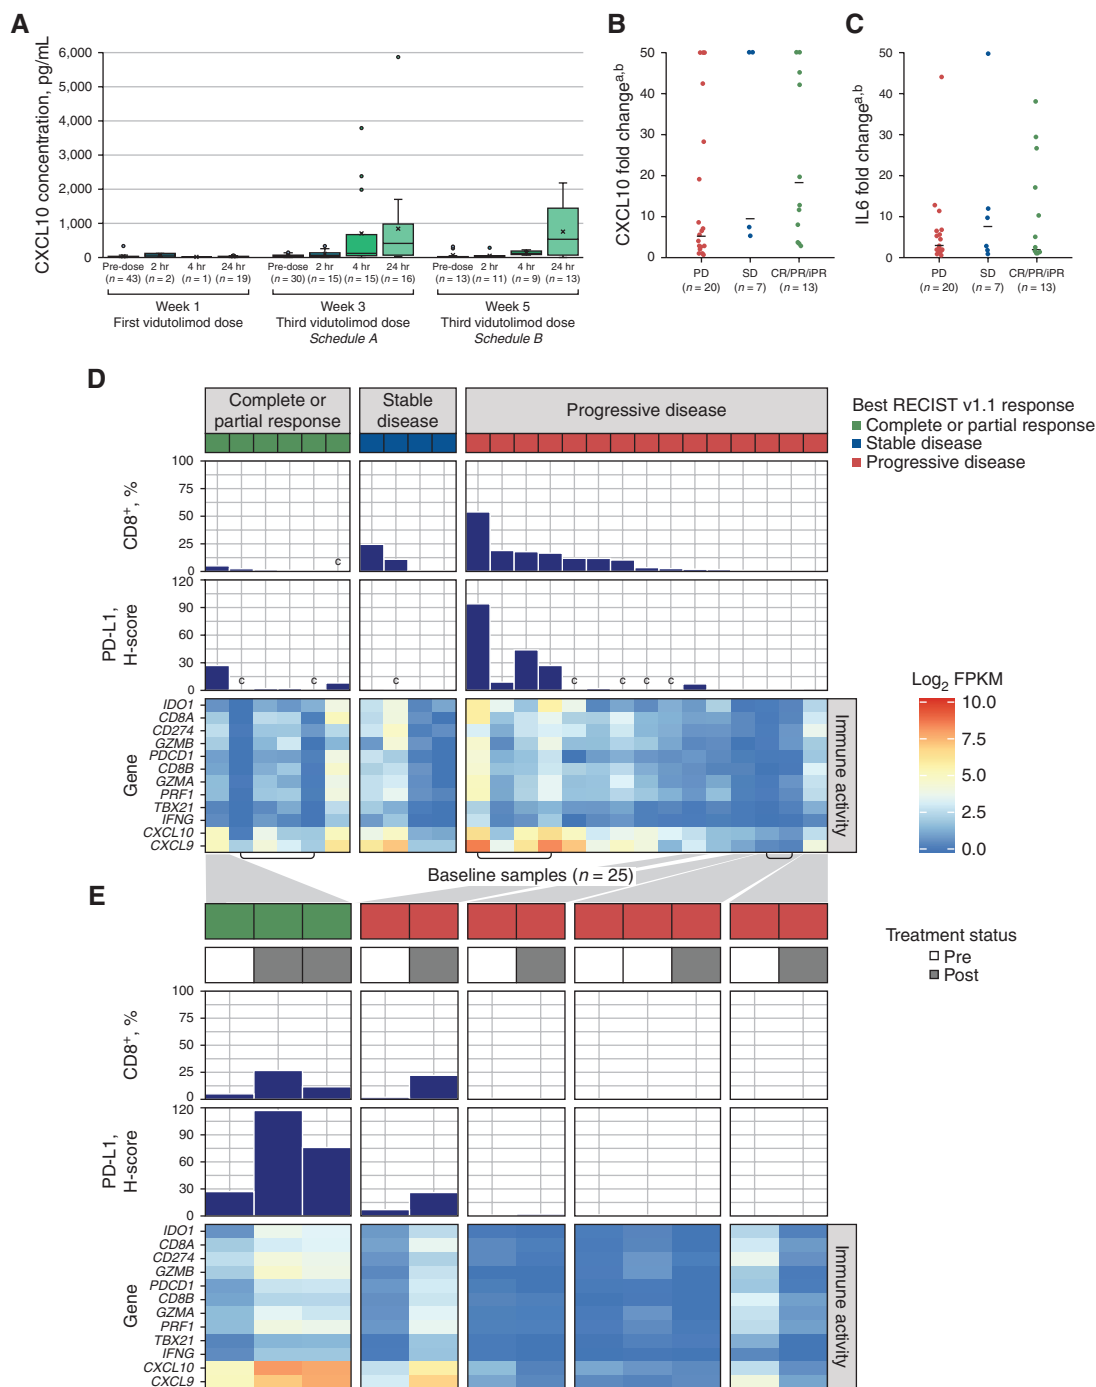 A
CXCL10 concentration, pg/mL
6,000
5,000
4,000
3,000
2,000
1,000
0
Pre-dose 2 hr 4 hr 24 hr Pre-dose 2 hr 4 hr 24 hr Pre-dose 2 hr 4 hr 24 hr
(n = 43) (n = 2) (n = 1) (n = 19) (n = 30) (n = 15) (n = 15) (n = 16) (n = 13) (n = 11) (n = 9) (n = 13)
Week 1 Week 3 Week 5
First vidutolimod dose Third vidutolimod dose Third vidutolimod dose
Schedule A Schedule B
B
CXCL10 fold change^a,b
50
40
30
20
10
0
PD SD CR/PR/iPR
(n = 20) (n = 7) (n = 13)
C
IL6 fold change^a,b
50
40
30
20
10
0
PD SD CR/PR/iPR
(n = 20) (n = 7) (n = 13)
D
Complete or partial response
Stable disease
Progressive disease
Best RECIST v1.1 response
Complete or partial response
Stable disease
Progressive disease
CD8+, %
100
75
50
25
0
c
PD-L1, H-score
120
90
60
30
0
c c c c c c c
Gene
IDO1
CD8A
CD274
GZMB
PDCD1
CD8B
GZMA
PRF1
TBX21
IFNG
CXCL10
CXCL9
Immune activity
Log2 FPKM
10.0
7.5
5.0
2.5
0.0
Baseline samples (n = 25)
E
Treatment status
Pre
Post
CD8+, %
100
75
50
25
0
PD-L1, H-score
120
90
60
30
0
Gene
IDO1
CD8A
CD274
GZMB
PDCD1
CD8B
GZMA
PRF1
TBX21
IFNG
CXCL10
CXCL9
Immune activity